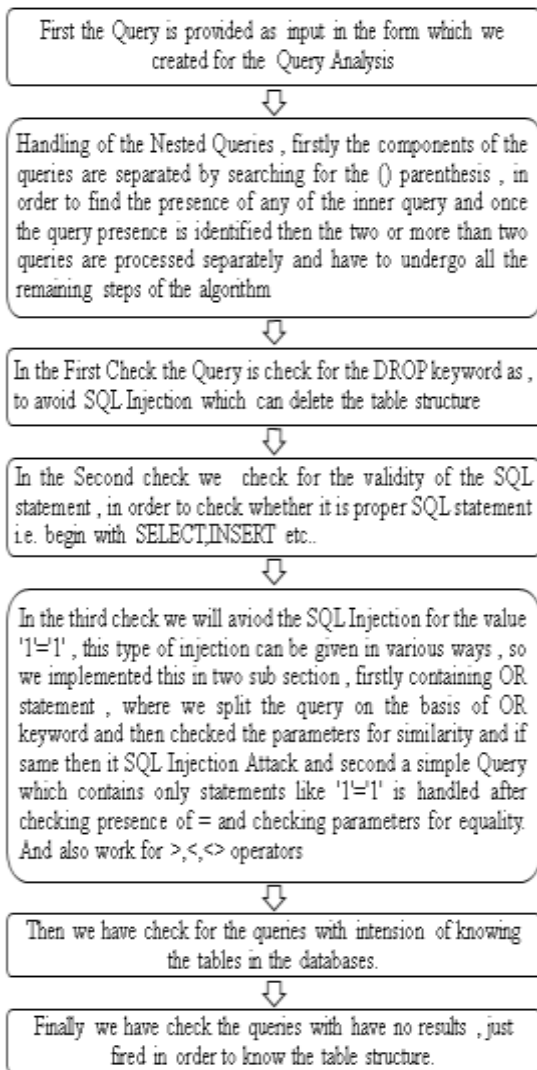 First the Query is provided as input in the form which we
created for the Query Analysis
Handling of the Nested Queries , firstly the components of the
queries are separated by searching for the () parenthesis , in
order to find the presence of any of the inner query and once
the query presence is identified then the two or more than two
queries are processed separately and have to undergo all the
remaining steps of the algorithm
In the First Check the Query is check for the DROP keyword as ,
to avoid SQL Injection which can delete the table structure
In the Second check we check for the validity of the SQL
statement , in order to check whether it is proper SQL statement
i.e. begin with SELECT,INSERT etc..
In the third check we will aviod the SQL Injection for the value
'1'='1' , this type of injection can be given in various ways , so
we implemented this in two sub section , firstly containing OR
statement , where we split the query on the basis of OR
keyword and then checked the parameters for similarity and if
same then it SQL Injection Attack and second a simple Query
which contains only statements like '1'='1' is handled after
checking presence of = and checking parameters for equality.
And also work for >,<,<> operators
Then we have check for the queries with intension of knowing
the tables in the databases.
Finally we have check the queries with have no results , just
fired in order to know the table structure.